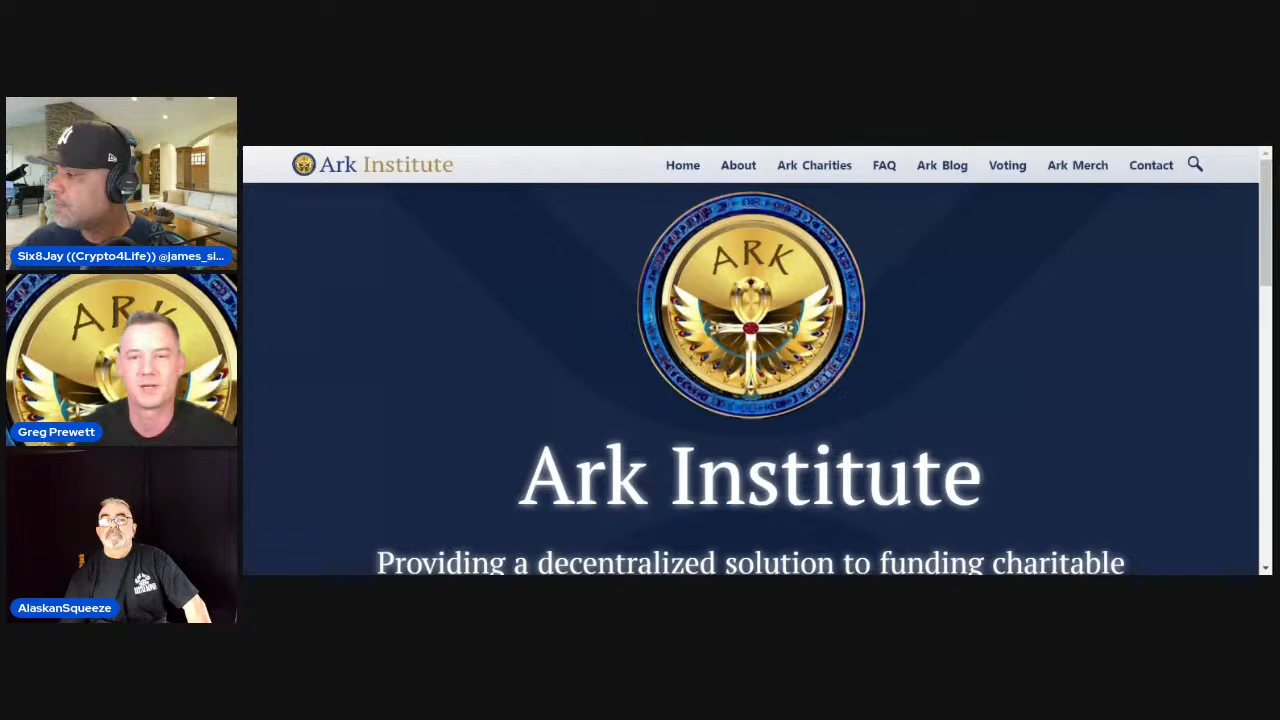 Six8Jay ((Crypto4Life)) @james_si...
ARK
Greg Prewett
AlaskanSqueeze
Ark Institute
Home About Ark Charities FAQ Ark Blog Voting Ark Merch Contact
ARK
Ark Institute
Providing a decentralized solution to funding charitable